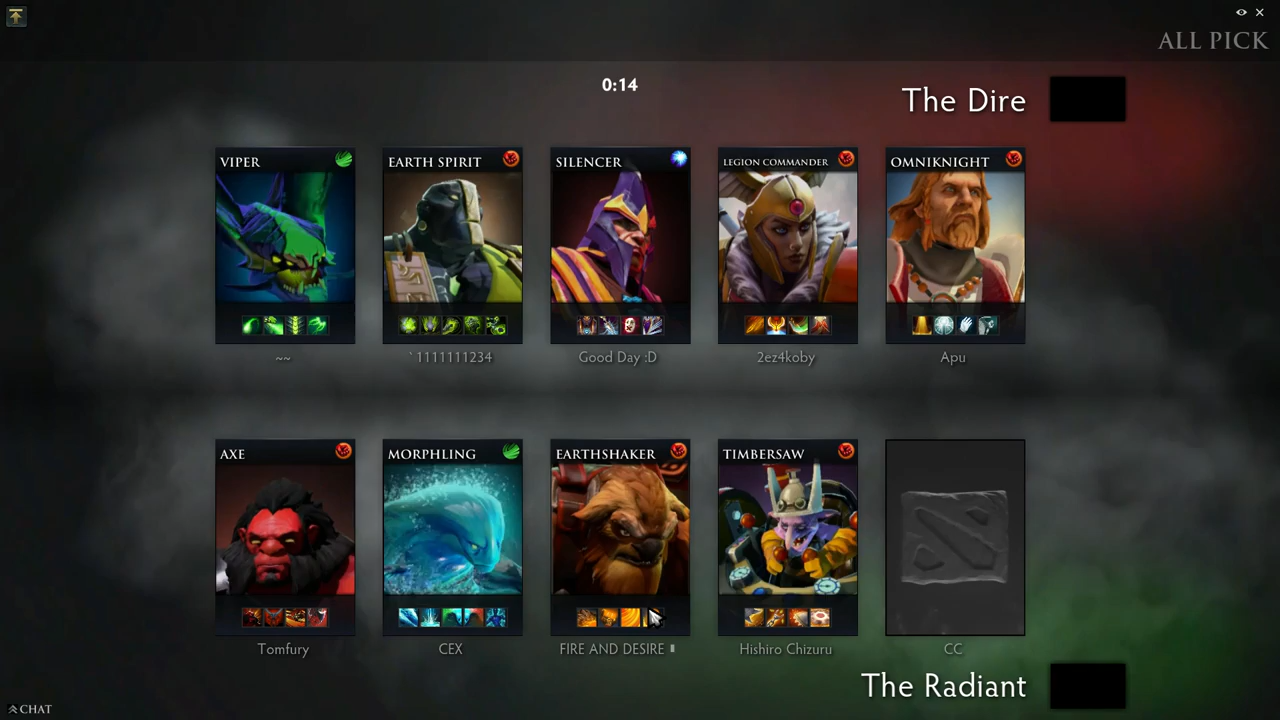 ALL PICK
0:14
The Dire
VIPER
EARTH SPIRIT
SILENCER
LEGION COMMANDER
OMNIKNIGHT
~~
`1111111234
Good Day :D
2ez4koby
Apu
AXE
MORPHLING
EARTHSHAKER
TIMBERSAW
Tomfury
CEX
FIRE AND DESIRE
Hishiro Chizuru
CC
The Radiant
CHAT